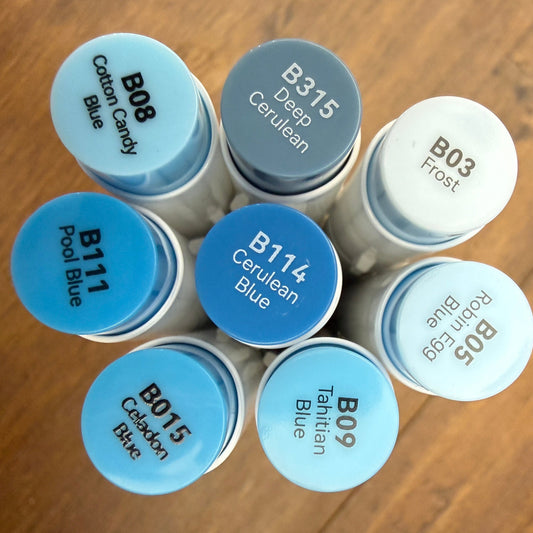 B08
Cotton Candy
Blue
B315
Deep
Cerulean
B03
Frost
B111
Pool Blue
B114
Cerulean
Blue
B05
Robin Egg
Blue
B015
Celadon
Blue
B09
Tahitian
Blue